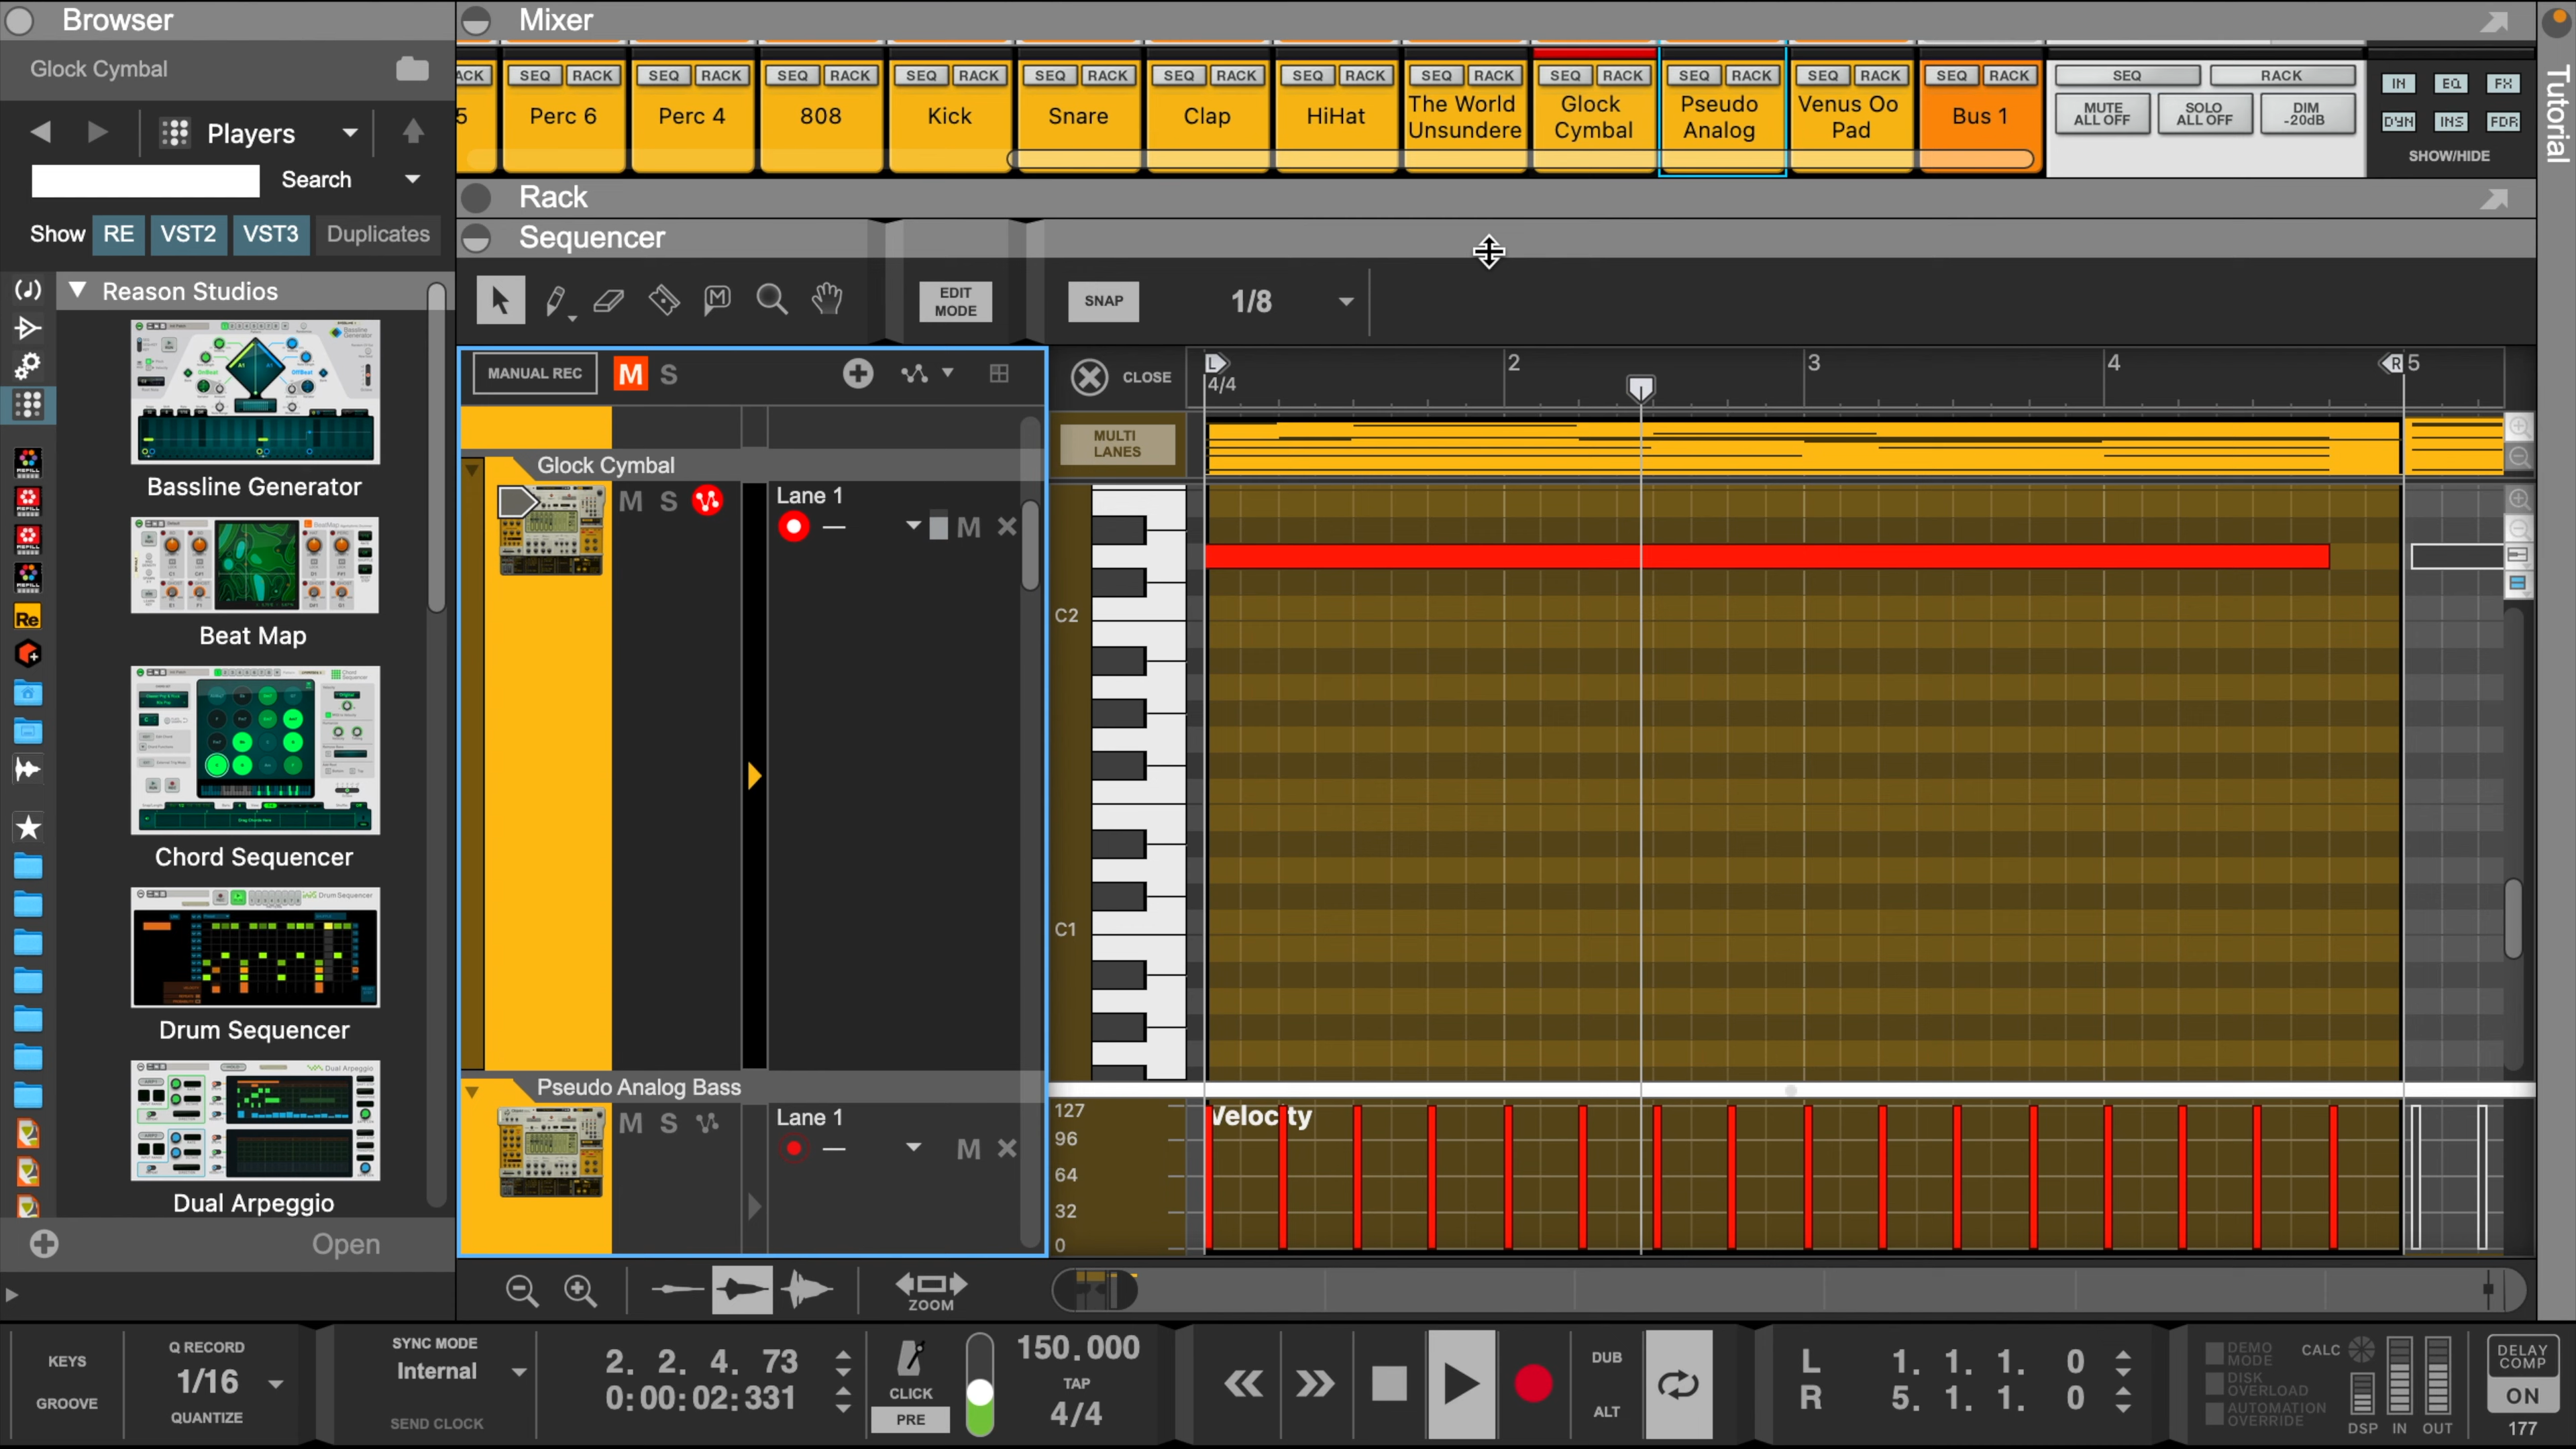 Browser
Glock Cymbal
Players
Search
Show RE VST2 VST3 Duplicates
Reason Studios
Bassline Generator
Beat Map
Chord Sequencer
Drum Sequencer
Dual Arpeggio
Open
Mixer
ACK SEQ RACK SEQ RACK SEQ RACK SEQ RACK SEQ RACK SEQ RACK SEQ RACK SEQ RACK SEQ RACK SEQ RACK SEQ RACK SEQ RACK SEQ RACK
5 Perc 6 Perc 4 808 Kick Snare Clap HiHat
The World Unsundere
Glock Cymbal
Pseudo Analog
Venus Oo Pad
Bus 1
MUTE ALL OFF
SOLO ALL OFF
DIM -20dB
IN EQ FX
DYN INS FDR
SHOW/HIDE
Tutorial
Rack
Sequencer
EDIT MODE
SNAP
1/8
MANUAL REC M S
CLOSE
L 2 3 4 R 5
4/4
MULTI LANES
Glock Cymbal
M S
Lane 1
M
C2
C1
Pseudo Analog Bass
M S
Lane 1
M
Velocity
127
96
64
32
0
ZOOM
KEYS
GROOVE
Q RECORD
1/16
QUANTIZE
SYNC MODE
Internal
SEND CLOCK
2. 2. 4. 73
0:00:02:331
CLICK
PRE
150.000
TAP
4/4
DUB
ALT
L 1. 1. 1. 0
R 5. 1. 1. 0
DEMO MODE
DISK OVERLOAD
AUTOMATION OVERRIDE
CALC
DSP IN OUT
DELAY COMP
ON
177